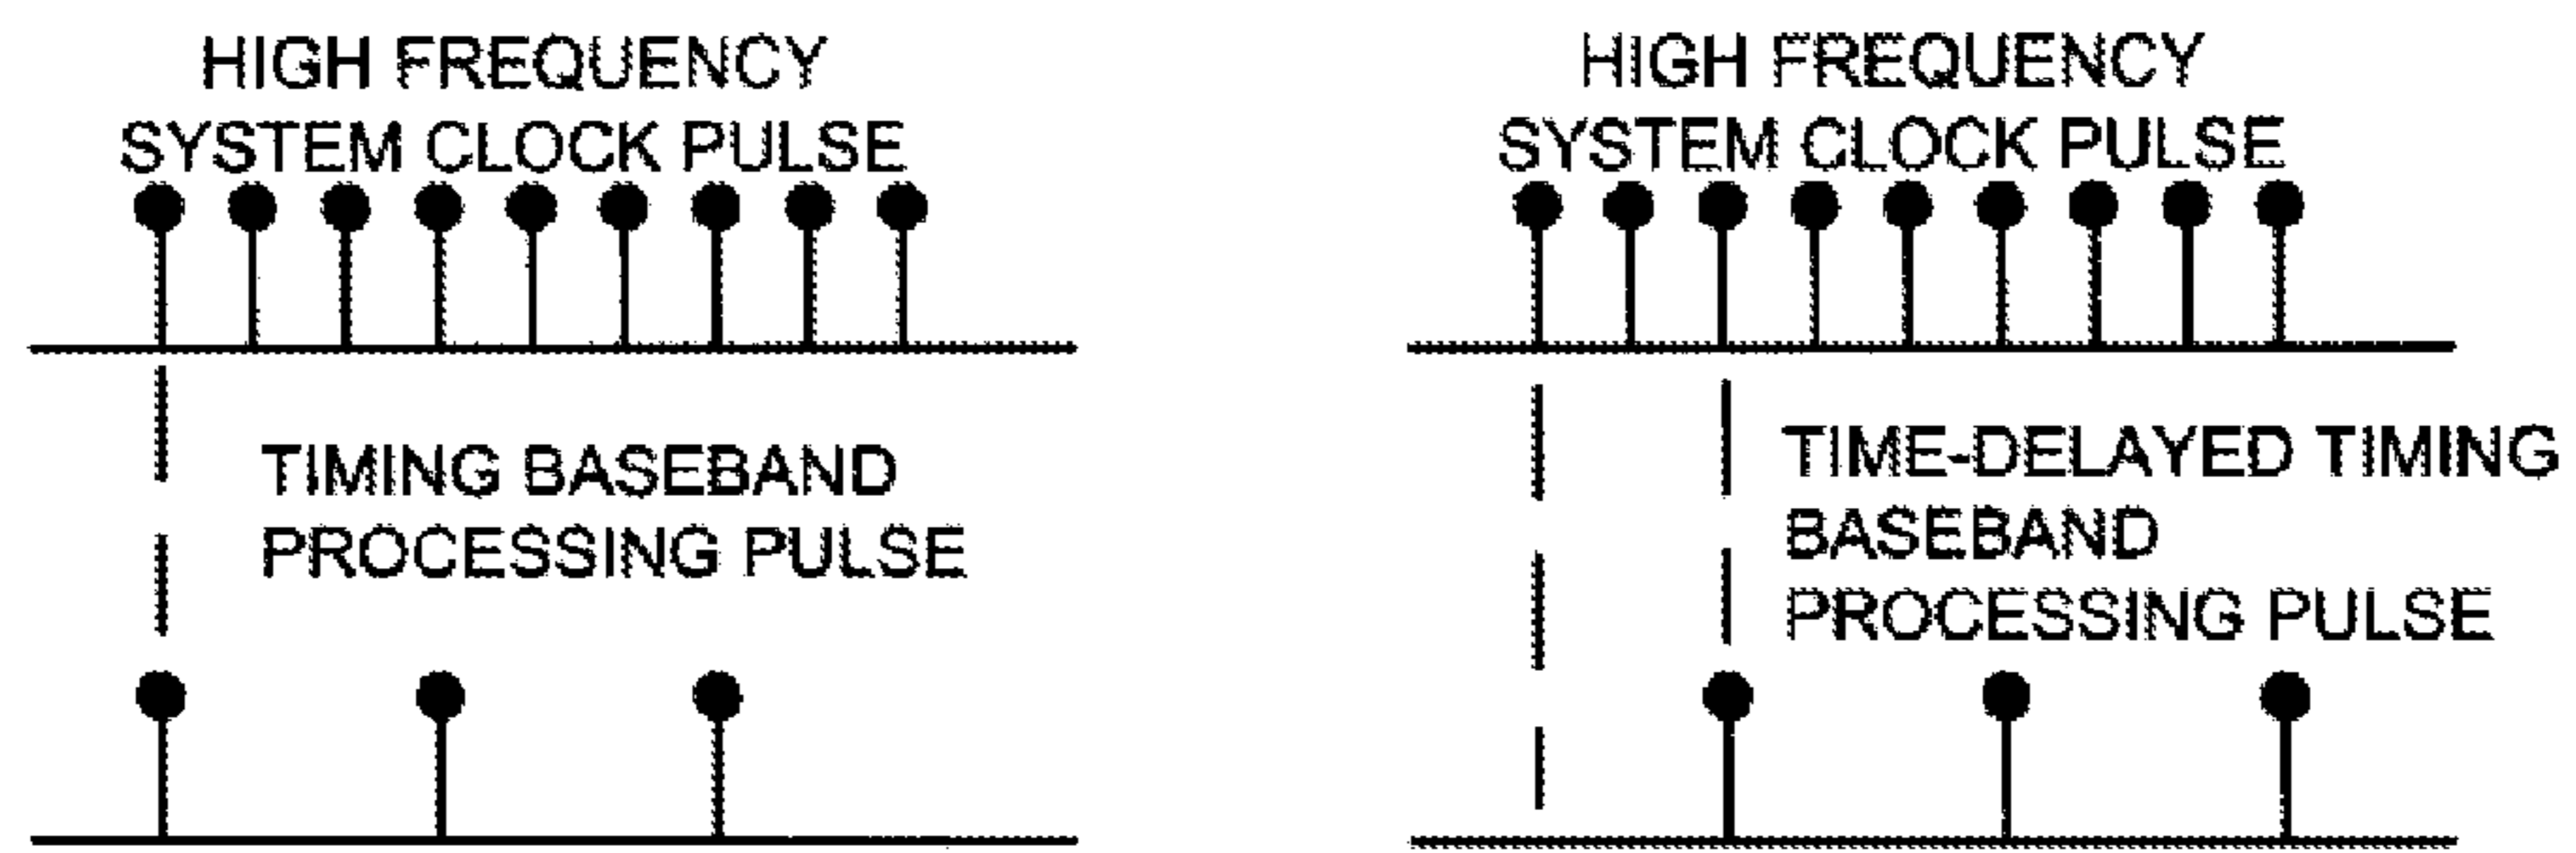 HIGH FREQUENCY
SYSTEM CLOCK PULSE
TIMING BASEBAND
PROCESSING PULSE
HIGH FREQUENCY
SYSTEM CLOCK PULSE
TIME-DELAYED TIMING
BASEBAND
PROCESSING PULSE